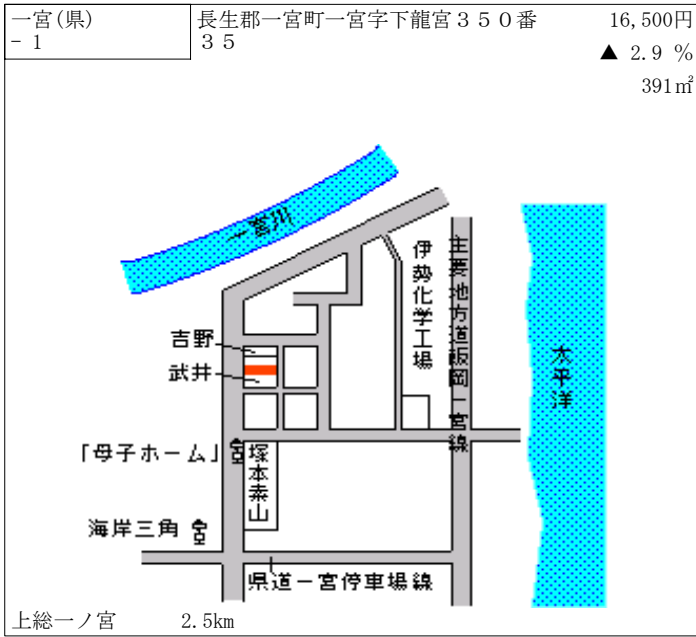 一宮(県)
- 1
長生郡一宮町一宮字下龍宮350番
35
16,500円
▲ 2.9 %
391㎡
一宮川
伊勢化学工場
主要地方道飯岡一宮線
太平洋
吉野
武井
「母子ホーム」
塚本素山
海岸三角
県道一宮停車場線
上総一ノ宮 2.5km